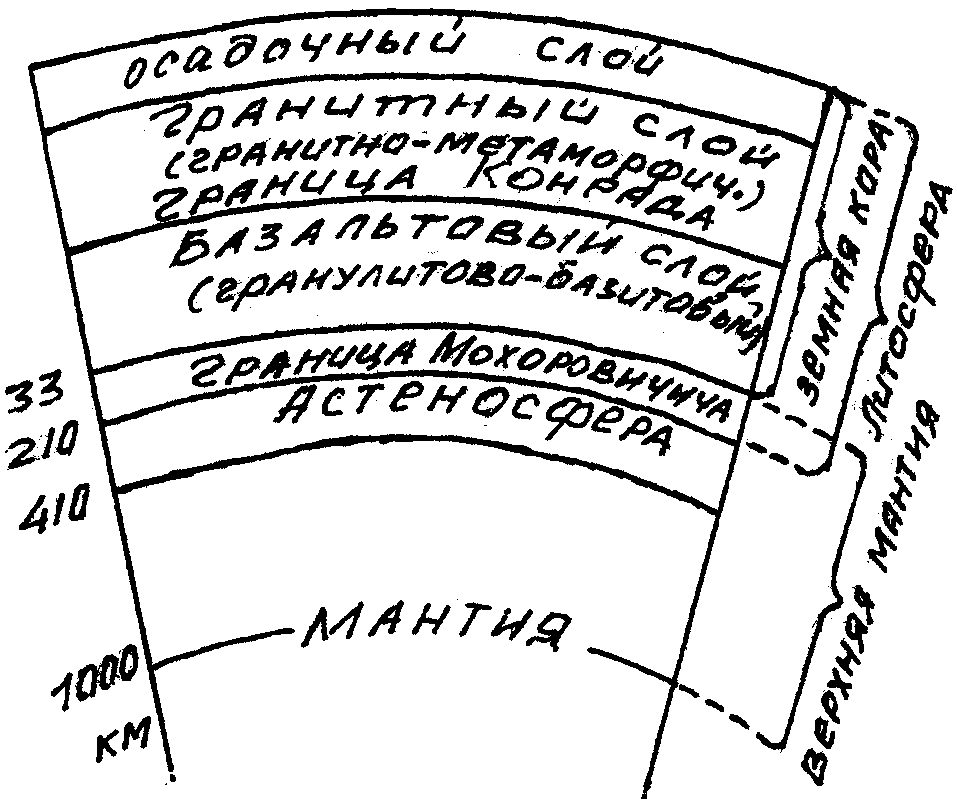 осадочный слой
гранитный слой
(гранитно-метаморфич.)
граница Конрада
Базальтовый слой
(гранулитово-базитовый)
граница Мохоровичича
Астеносфера
Мантия
33
210
410
1000
км
Земная кора
Литосфера
Верхняя мантия